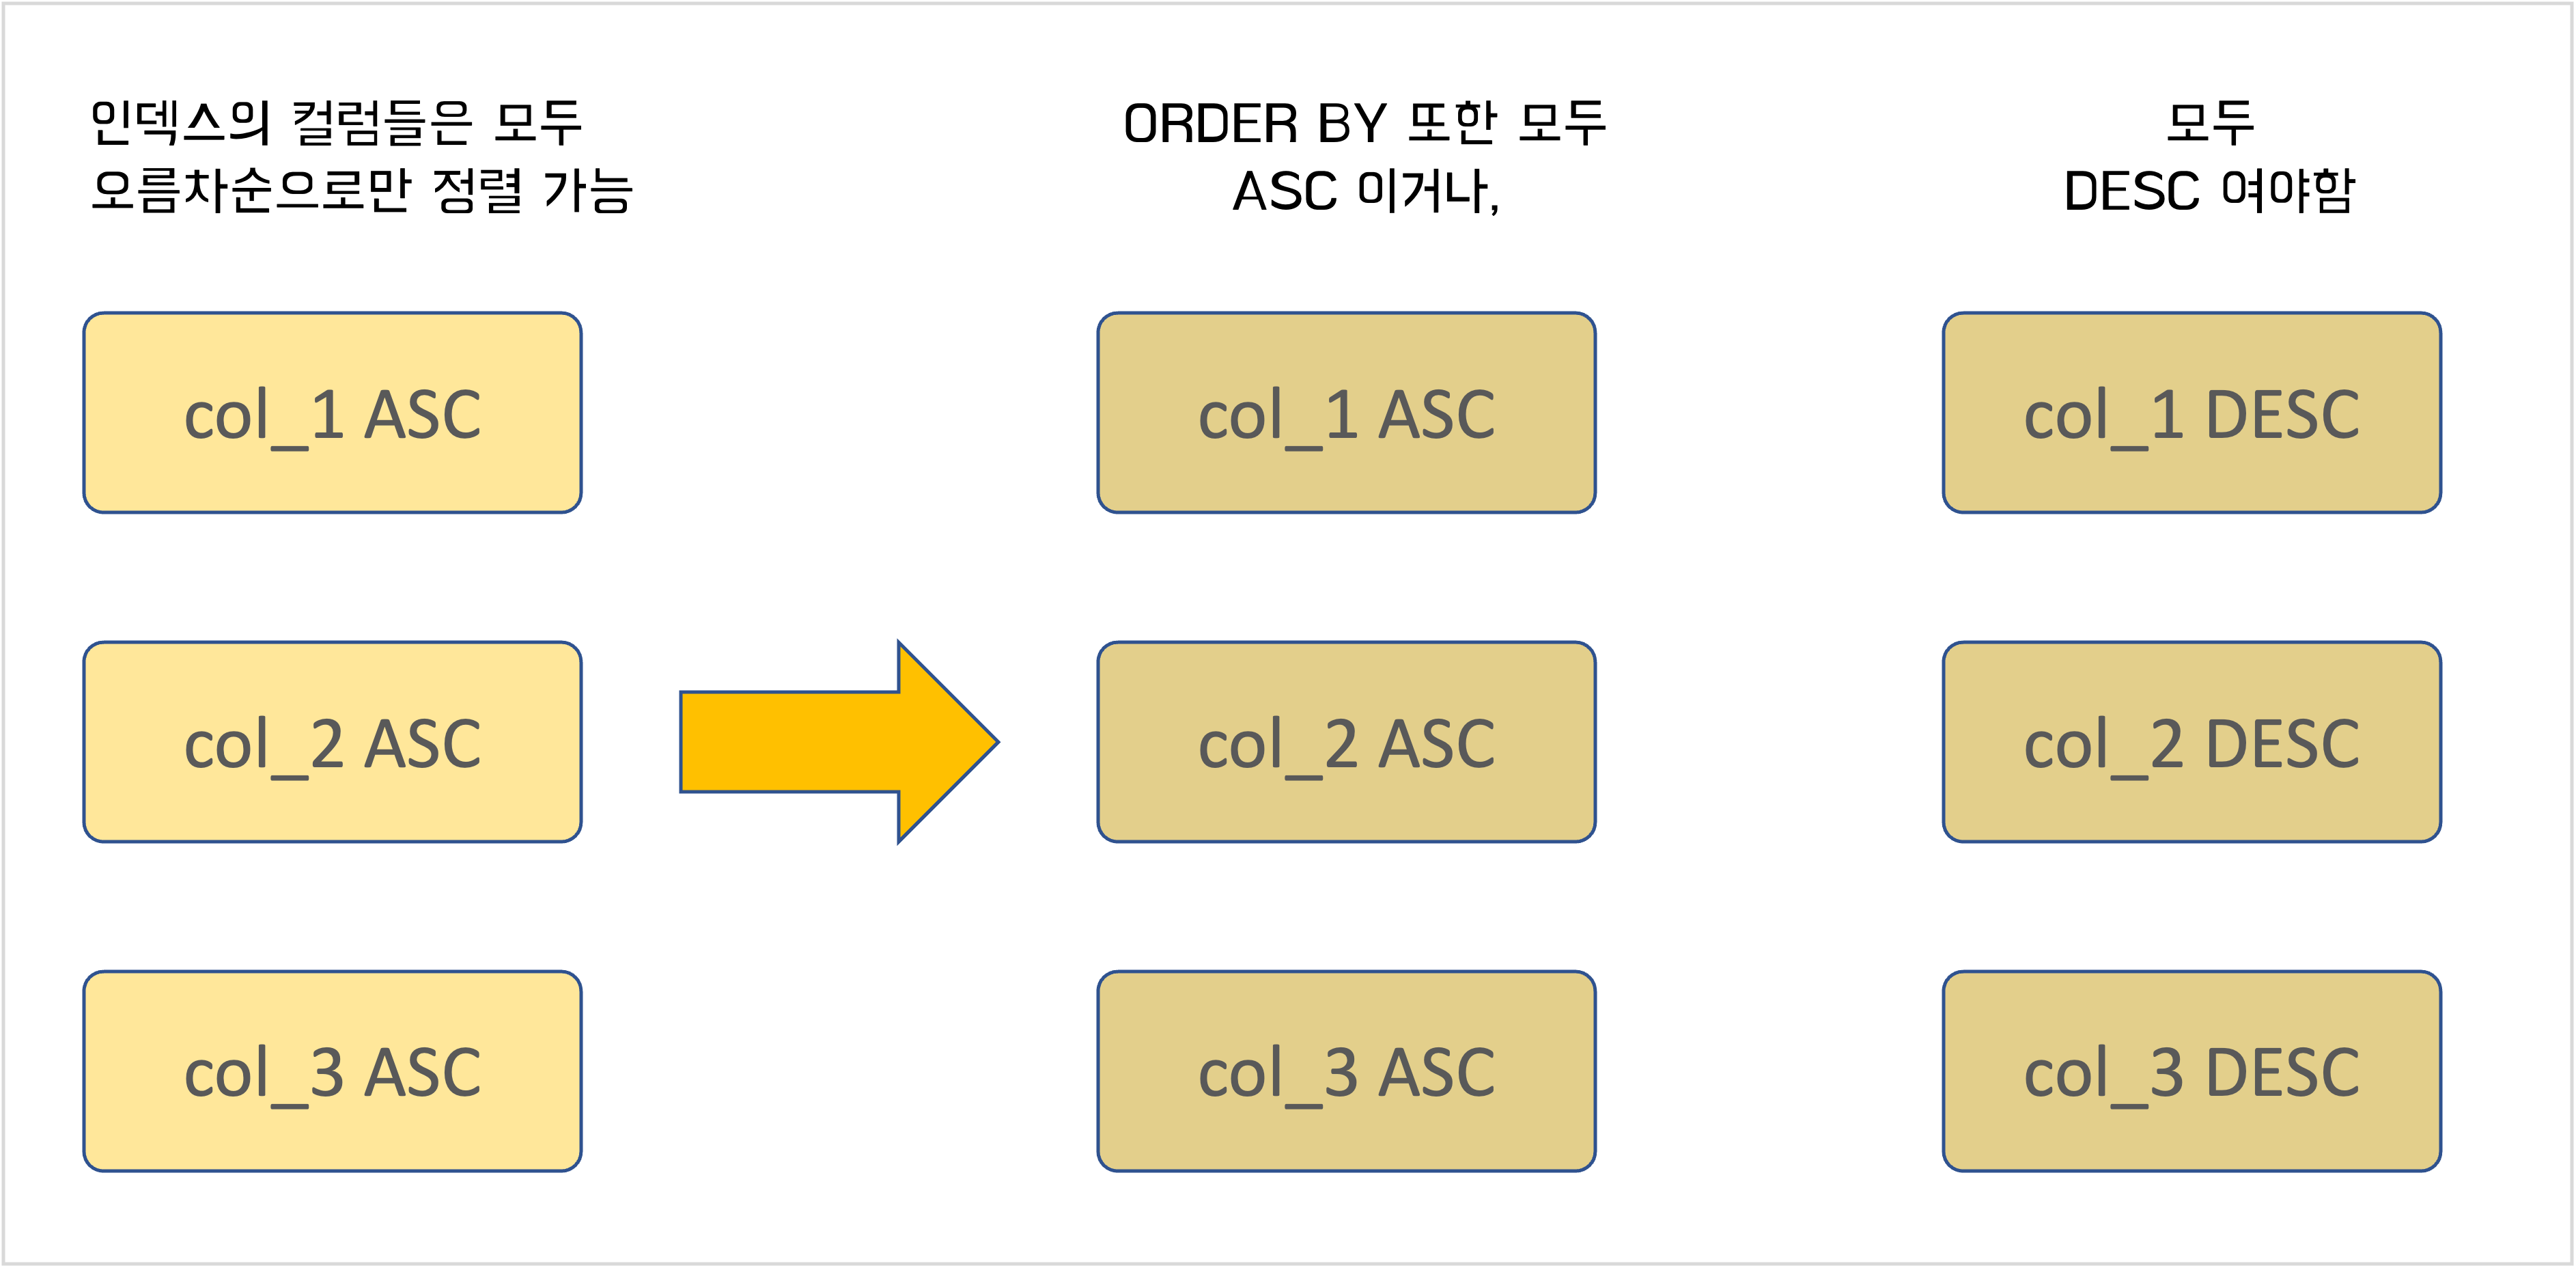 인덱스의 컬럼들은 모두
오름차순으로만 정렬 가능
ORDER BY 또한 모두
ASC 이거나,
모두
DESC 여야함
col_1 ASC
col_1 ASC
col_1 DESC
col_2 ASC
col_2 ASC
col_2 DESC
col_3 ASC
col_3 ASC
col_3 DESC